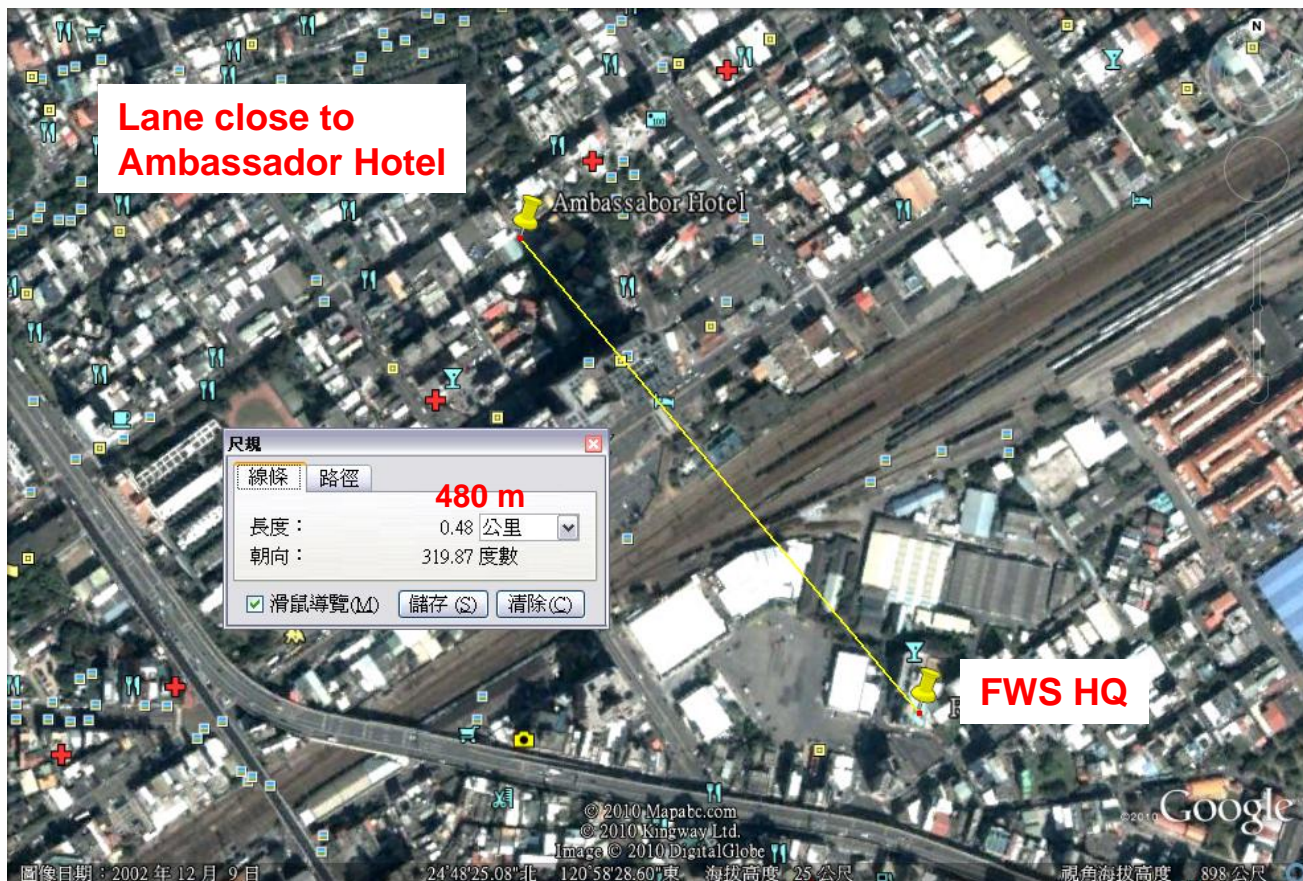 N
Lane close to
Ambassador Hotel
100
Ambassabor Hotel
尺規
線條
路徑
480 m
長度：
0.48 公里
朝向：
319.87 度數
滑鼠導覽(M)
儲存 (S)
清除(C)
FWS HQ
F
© 2010 Mapabc.com
© 2010 Kingway Ltd.
Image © 2010 DigitalGlobe
©2010 Google
圖像日期：2002 年 12 月 9 日
24°48'25.08"北 120°58'28.60"東 海拔高度 25 公尺
視角海拔高度 898 公尺